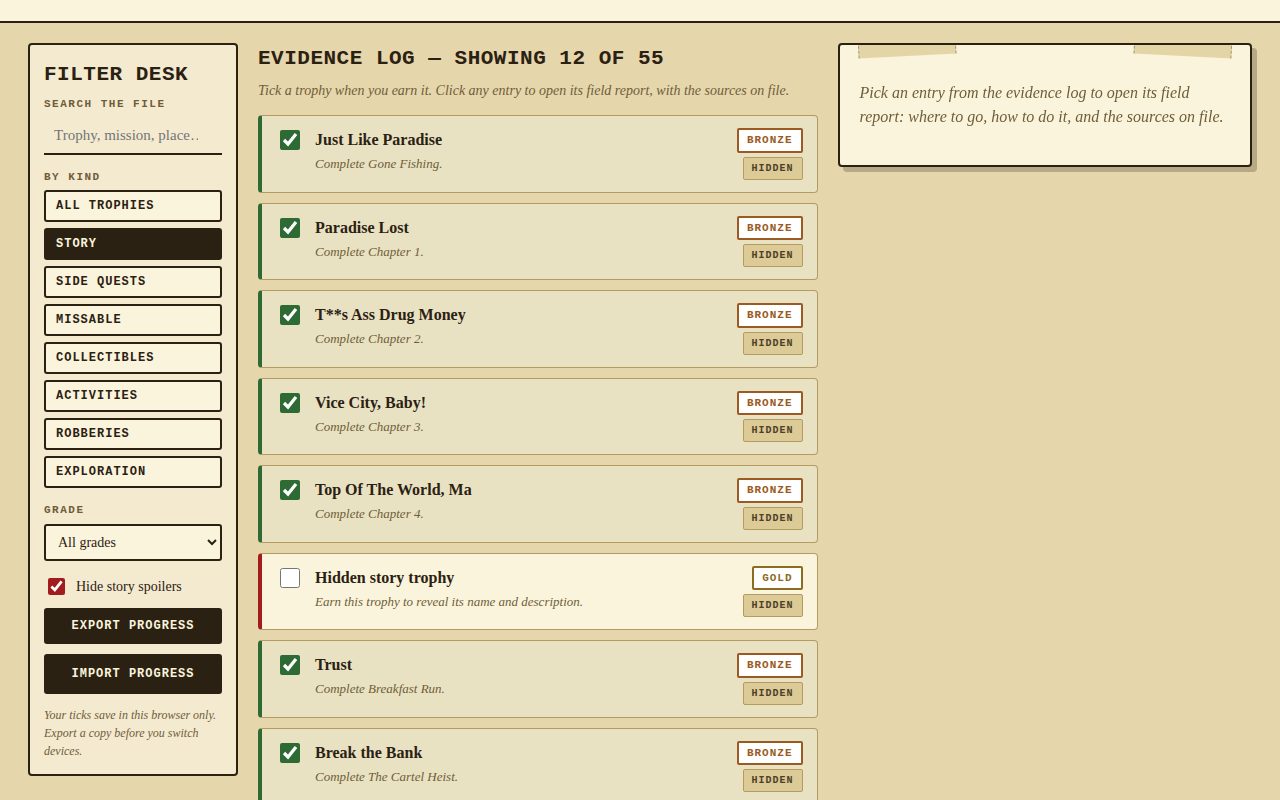 FILTER DESK
SEARCH THE FILE
Trophy, mission, place..
BY KIND
ALL TROPHIES
STORY
SIDE QUESTS
MISSABLE
COLLECTIBLES
ACTIVITIES
ROBBERIES
EXPLORATION
GRADE
All grades
Hide story spoilers
EXPORT PROGRESS
IMPORT PROGRESS
Your ticks save in this browser only.
Export a copy before you switch
devices.
EVIDENCE LOG — SHOWING 12 OF 55
Tick a trophy when you earn it. Click any entry to open its field report, with the sources on file.
Just Like Paradise
Complete Gone Fishing.
BRONZE
HIDDEN
Paradise Lost
Complete Chapter 1.
BRONZE
HIDDEN
T**s Ass Drug Money
Complete Chapter 2.
BRONZE
HIDDEN
Vice City, Baby!
Complete Chapter 3.
BRONZE
HIDDEN
Top Of The World, Ma
Complete Chapter 4.
BRONZE
HIDDEN
Hidden story trophy
Earn this trophy to reveal its name and description.
GOLD
HIDDEN
Trust
Complete Breakfast Run.
BRONZE
HIDDEN
Break the Bank
Complete The Cartel Heist.
BRONZE
HIDDEN
Pick an entry from the evidence log to open its field
report: where to go, how to do it, and the sources on file.